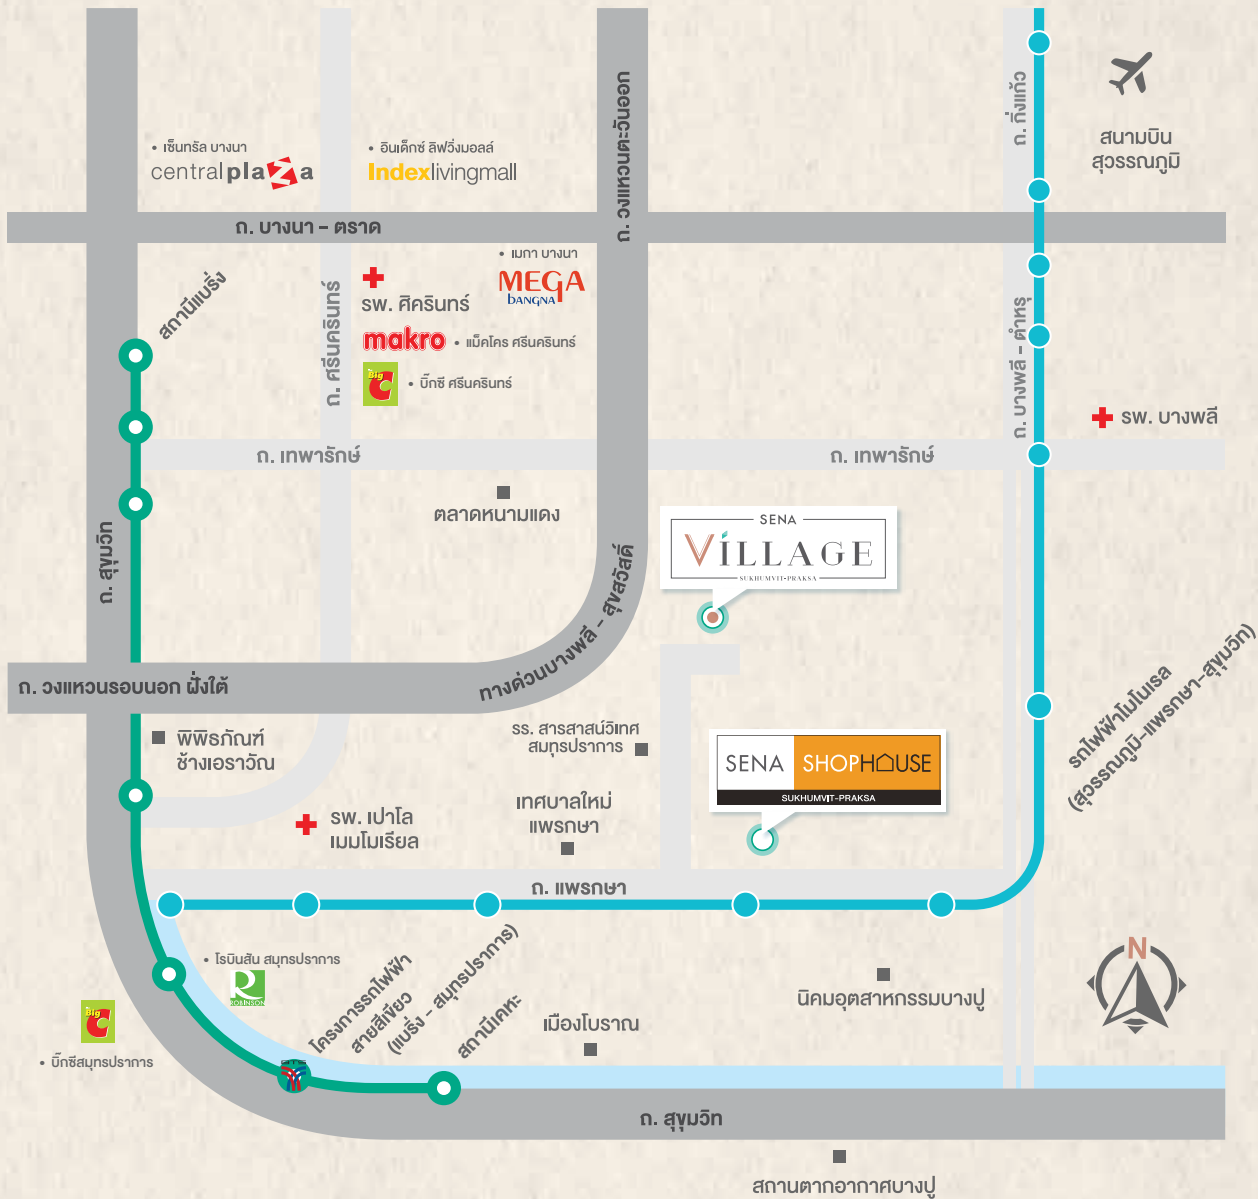 • เซ็นทรัล บางนา
centralplaza
• อินเด็กซ์ ลิฟวิ่งมอลล์
Indexlivingmall
ถ. วงแหวนตะวันออก
ถ. กิ่งแก้ว
สนามบิน
สุวรรณภูมิ
ถ. บางนา - ตราด
สถานีแบริ่ง
ถ. ศรีนครินทร์
รพ. ศิครินทร์
• เมกา บางนา
MEGA
BANGNA
makro
• แม็คโคร ศรีนครินทร์
Big C
• บิ๊กซี ศรีนครินทร์
ถ. บางพลี - ตำหรุ
รพ. บางพลี
ถ. เทพารักษ์
ถ. เทพารักษ์
ตลาดหนามแดง
SENA
VILLAGE
SUKHUMVIT-PRAKSA
ถ. สุขุมวิท
ทางด่วนบางพลี - สุขสวัสดิ์
ถ. วงแหวนรอบนอก ฝั่งใต้
พิพิธภัณฑ์
ช้างเอราวัณ
รร. สารสาสน์วิเทศ
สมุทรปราการ
SENA SHOPHOUSE
SUKHUMVIT-PRAKSA
รถไฟฟ้าโมโนเรล
(สุวรรณภูมิ-แพรกษา-สุขุมวิท)
รพ. เปาโล
เมมโมเรียล
เทศบาลใหม่
แพรกษา
ถ. แพรกษา
• โรบินสัน สมุทรปราการ
R
ROBINSON
โครงการรถไฟฟ้า
สายสีเขียว
(แบริ่ง - สมุทรปราการ)
สถานีเคหะ
Big C
• บิ๊กซีสมุทรปราการ
เมืองโบราณ
นิคมอุตสาหกรรมบางปู
N
ถ. สุขุมวิท
สถานตากอากาศบางปู